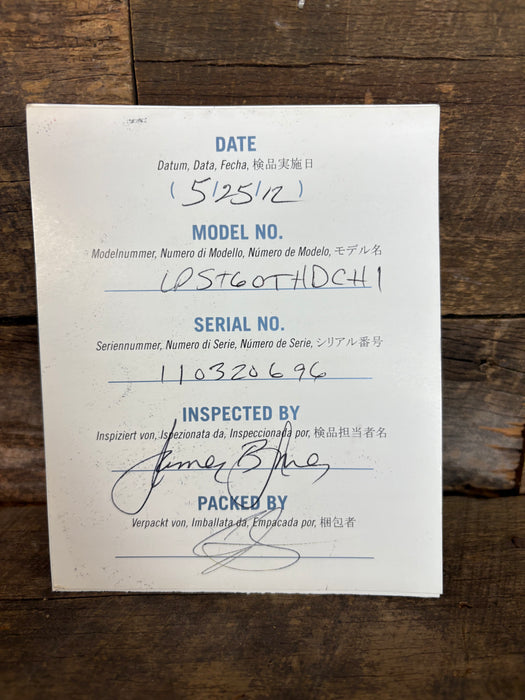 DATE
Datum, Data, Fecha, 検品実施日
(5/25/12)
MODEL NO.
Modelnummer, Numero di Modello, Número de Modelo, モデル名
LPST60THDCH1
SERIAL NO.
Seriennummer, Numero di Serie, Número de Serie, シリアル番号
110320696
INSPECTED BY
Inspiziert von, Ispezionata da, Inspeccionada por, 検品担当者名
James B
PACKED BY
Verpackt von, Imballata da, Empacada por, 梱包者